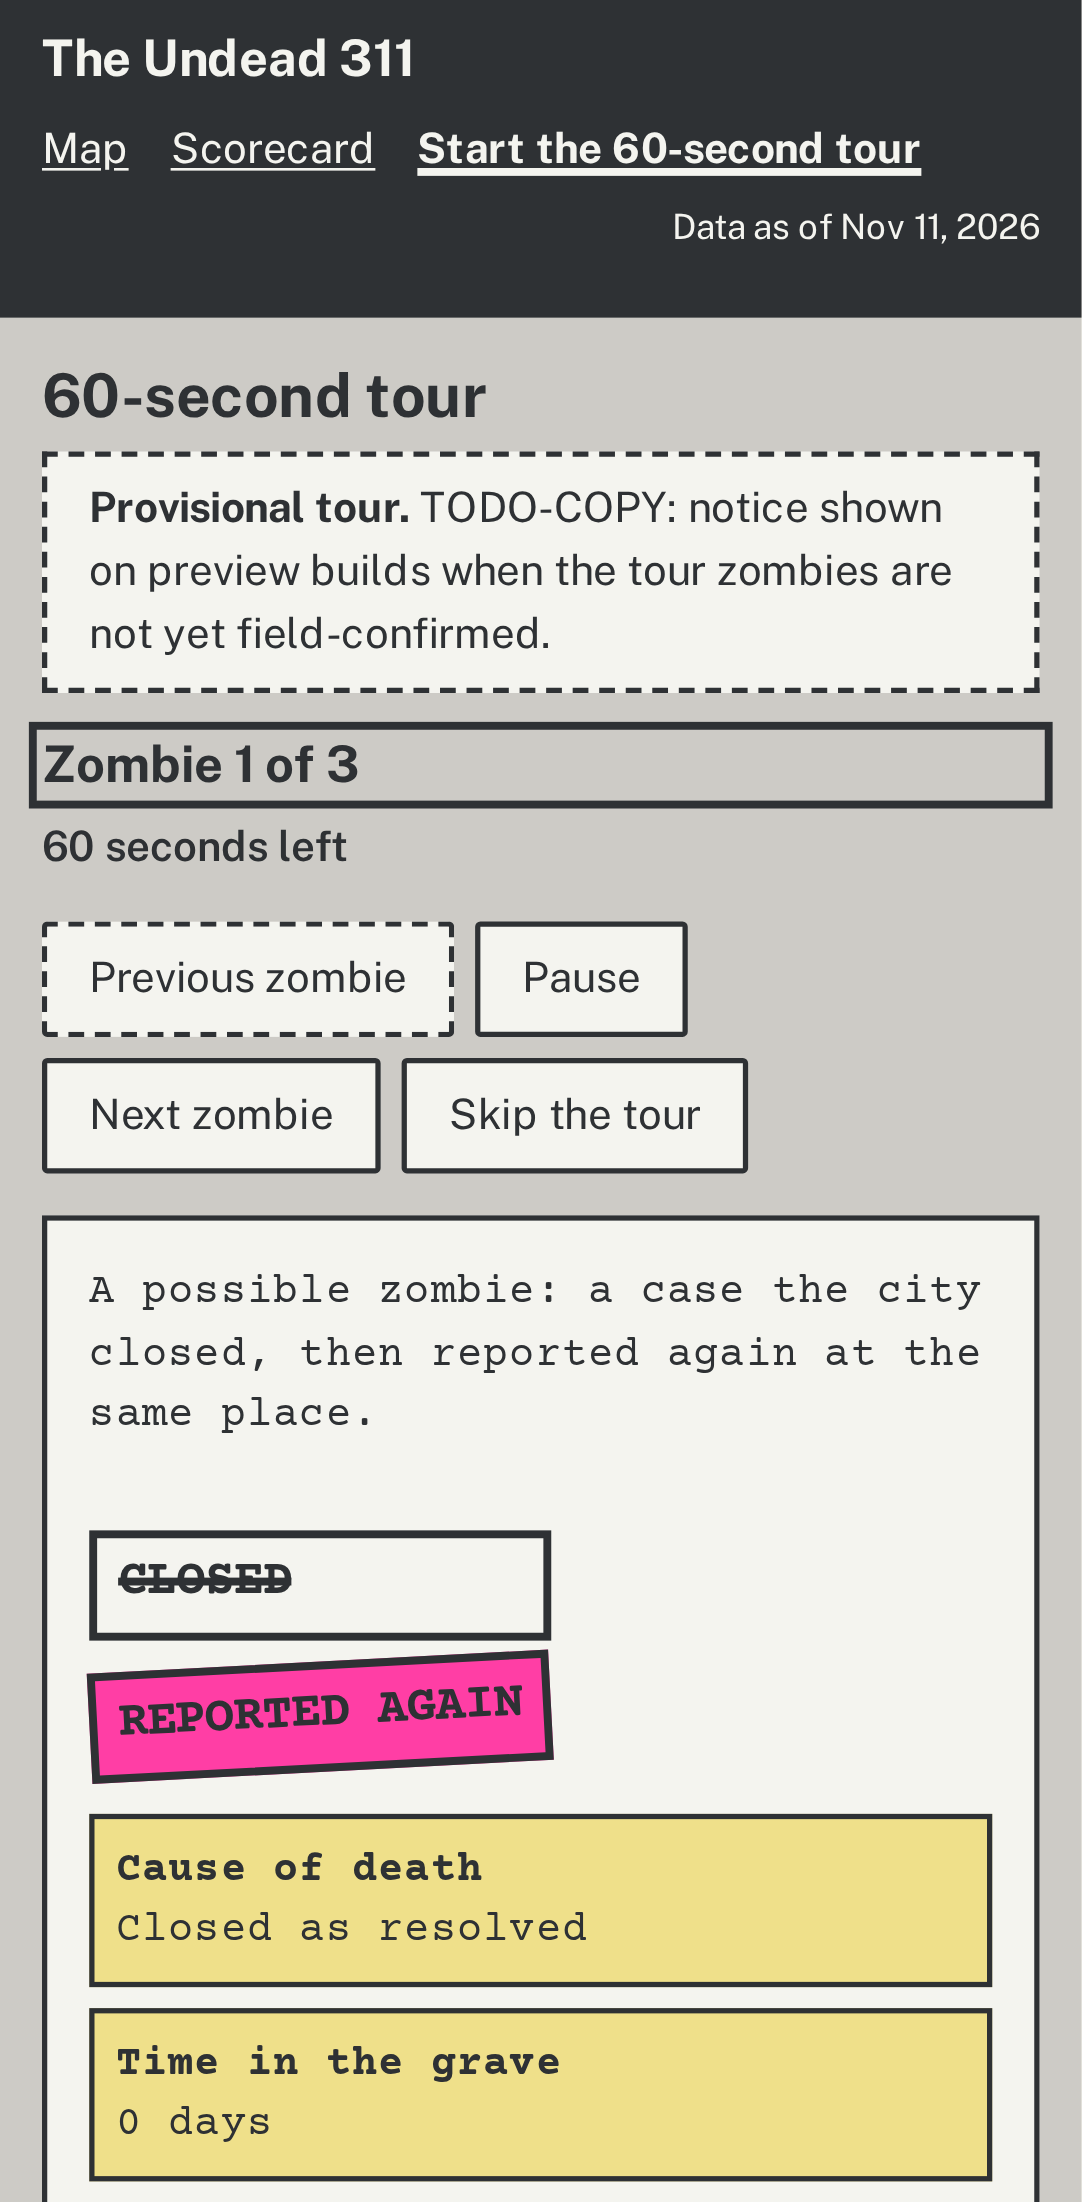 The Undead 311
Map Scorecard Start the 60-second tour
Data as of Nov 11, 2026
60-second tour
Provisional tour. TODO-COPY: notice shown
on preview builds when the tour zombies are
not yet field-confirmed.
Zombie 1 of 3
60 seconds left
Previous zombie Pause
Next zombie Skip the tour
A possible zombie: a case the city
closed, then reported again at the
same place.
CLOSED
REPORTED AGAIN
Cause of death
Closed as resolved
Time in the grave
0 days